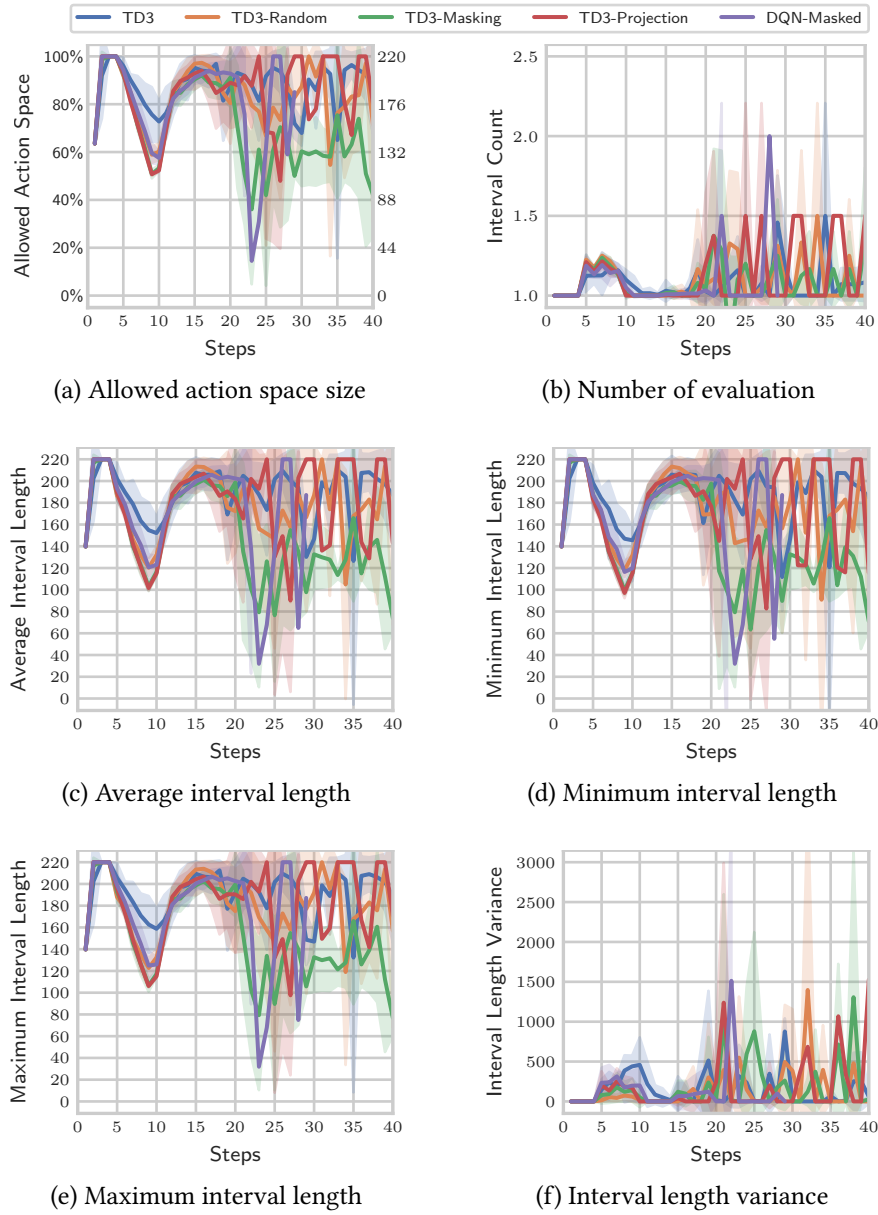 TD3 TD3-Random TD3-Masking TD3-Projection DQN-Masked
Allowed Action Space
100%
80%
60%
40%
20%
0%
220
176
132
88
44
0
0 5 10 15 20 25 30 35 40
Steps
(a) Allowed action space size
Interval Count
2.5
2.0
1.5
1.0
0 5 10 15 20 25 30 35 40
Steps
(b) Number of evaluation
Average Interval Length
220
200
180
160
140
120
100
80
60
40
20
0
0 5 10 15 20 25 30 35 40
Steps
(c) Average interval length
Minimum Interval Length
220
200
180
160
140
120
100
80
60
40
20
0
0 5 10 15 20 25 30 35 40
Steps
(d) Minimum interval length
Maximum Interval Length
220
200
180
160
140
120
100
80
60
40
20
0
0 5 10 15 20 25 30 35 40
Steps
(e) Maximum interval length
Interval Length Variance
3000
2500
2000
1500
1000
500
0
0 5 10 15 20 25 30 35 40
Steps
(f) Interval length variance